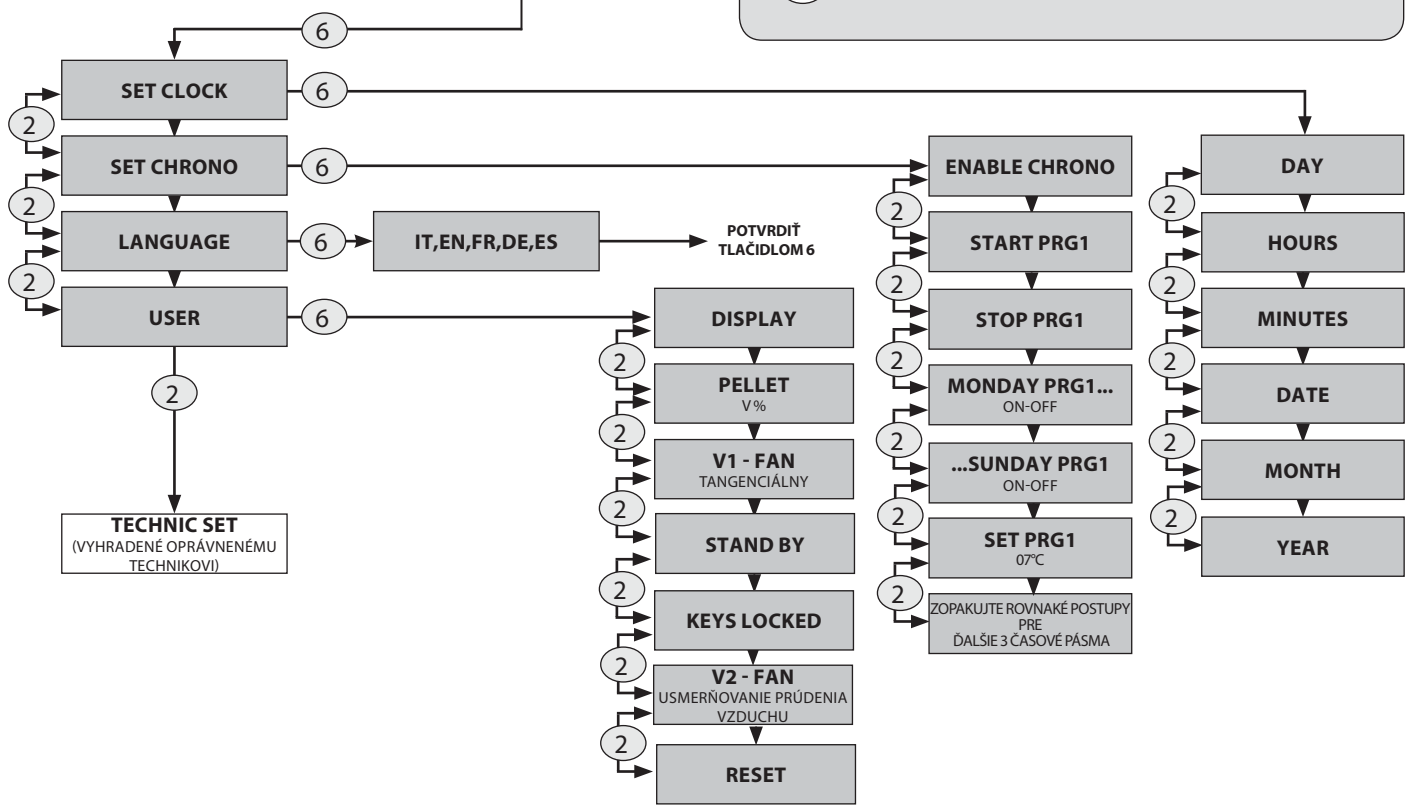 6
SET CLOCK
6
2
SET CHRONO
6
2
LANGUAGE
6
IT,EN,FR,DE,ES
POTVRDIŤ
TLAČIDLOM 6
2
USER
6
2
TECHNIC SET
(VYHRADENÉ OPRÁVNENÉMU
TECHNIKOVI)
DISPLAY
2
PELLET
V %
2
V1 - FAN
TANGENCIÁLNY
2
STAND BY
2
KEYS LOCKED
2
V2 - FAN
USMERŇOVANIE PRÚDENIA
VZDUCHU
2
RESET
ENABLE CHRONO
2
START PRG1
2
STOP PRG1
2
MONDAY PRG1...
ON-OFF
2
...SUNDAY PRG1
ON-OFF
2
SET PRG1
07°C
2
ZOPAKUJTE ROVNAKÉ POSTUPY
PRE
ĎALŠIE 3 ČASOVÉ PÁSMA
DAY
2
HOURS
2
MINUTES
2
DATE
2
MONTH
2
YEAR